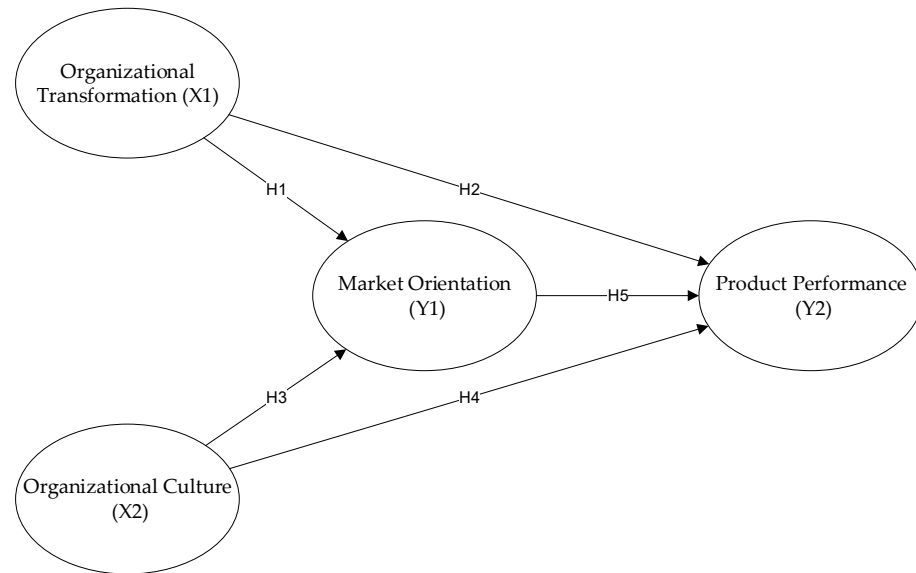 Organizational
Transformation (X1)
H1
H2
Market Orientation
(Y1)
H5
Product Performance
(Y2)
H3
H4
Organizational Culture
(X2)